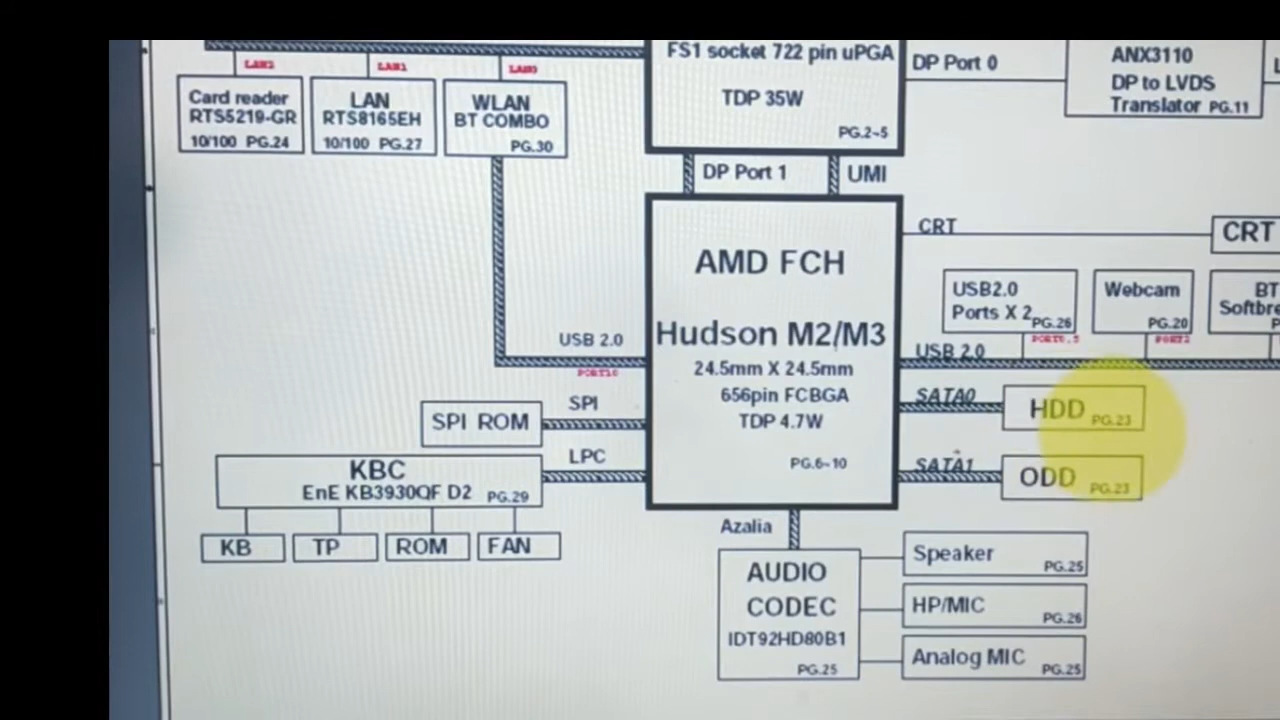 FS1 socket 722 pin uPGA
TDP 35W
PG.2~5
DP Port 0
ANX3110
DP to LVDS
Translator PG.11
LAN2
LAN1
LAN0
Card reader
RTS5219-GR
10/100 PG.24
LAN
RTS8165EH
10/100 PG.27
WLAN
BT COMBO
PG.30
DP Port 1
UMI
AMD FCH
Hudson M2/M3
24.5mm X 24.5mm
656pin FCBGA
TDP 4.7W
PG.6~10
CRT
CRT
USB2.0
Ports X 2
PG.26
Webcam
PG.20
BT
USB 2.0
PORT10
USB 2.0
PORT2
SATA0
HDD
PG.23
SPI ROM
SPI
KBC
EnE KB3930QF D2 PG.29
LPC
SATA1
ODD
PG.23
KB
TP
ROM
FAN
Azalia
AUDIO
CODEC
IDT92HD80B1
PG.25
Speaker
PG.25
HP/MIC
PG.26
Analog MIC
PG.25